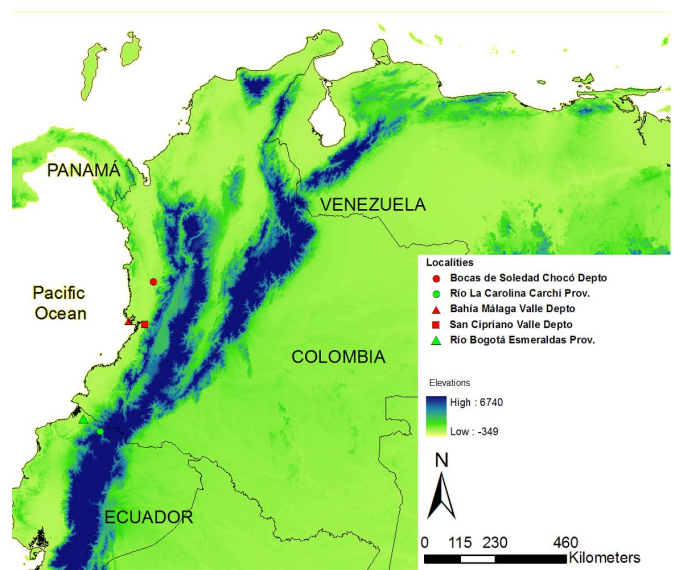 PANAMÁ
VENEZUELA
Pacific
Ocean
COLOMBIA
ECUADOR
Localities
Bocas de Soledad Chocó Depto
Río La Carolina Carchi Prov.
Bahía Málaga Valle Depto
San Cipriano Valle Depto
Río Bogotá Esmeraldas Prov.
Elevations
High : 6740
Low : -349
N
0 115 230 460
Kilometers